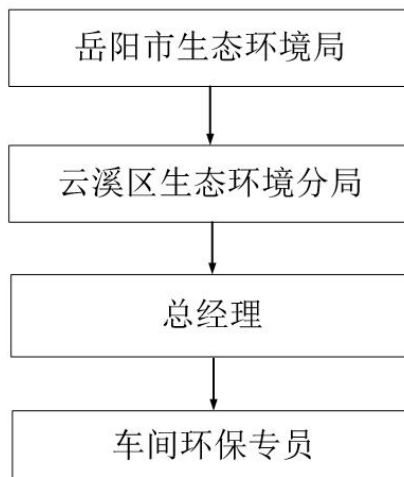 岳阳市生态环境局
云溪区生态环境分局
总经理
车间环保专员